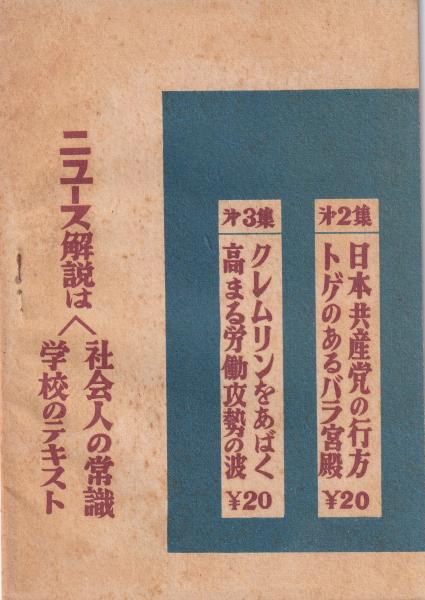 㐧2集
日本共産党の行方
トゲのあるバラ宮殿
¥20
㐧3集
クレムリンをあばく
高まる労働攻勢の波
¥20
ニュース解説は
社会人の常識
学校のテキスト